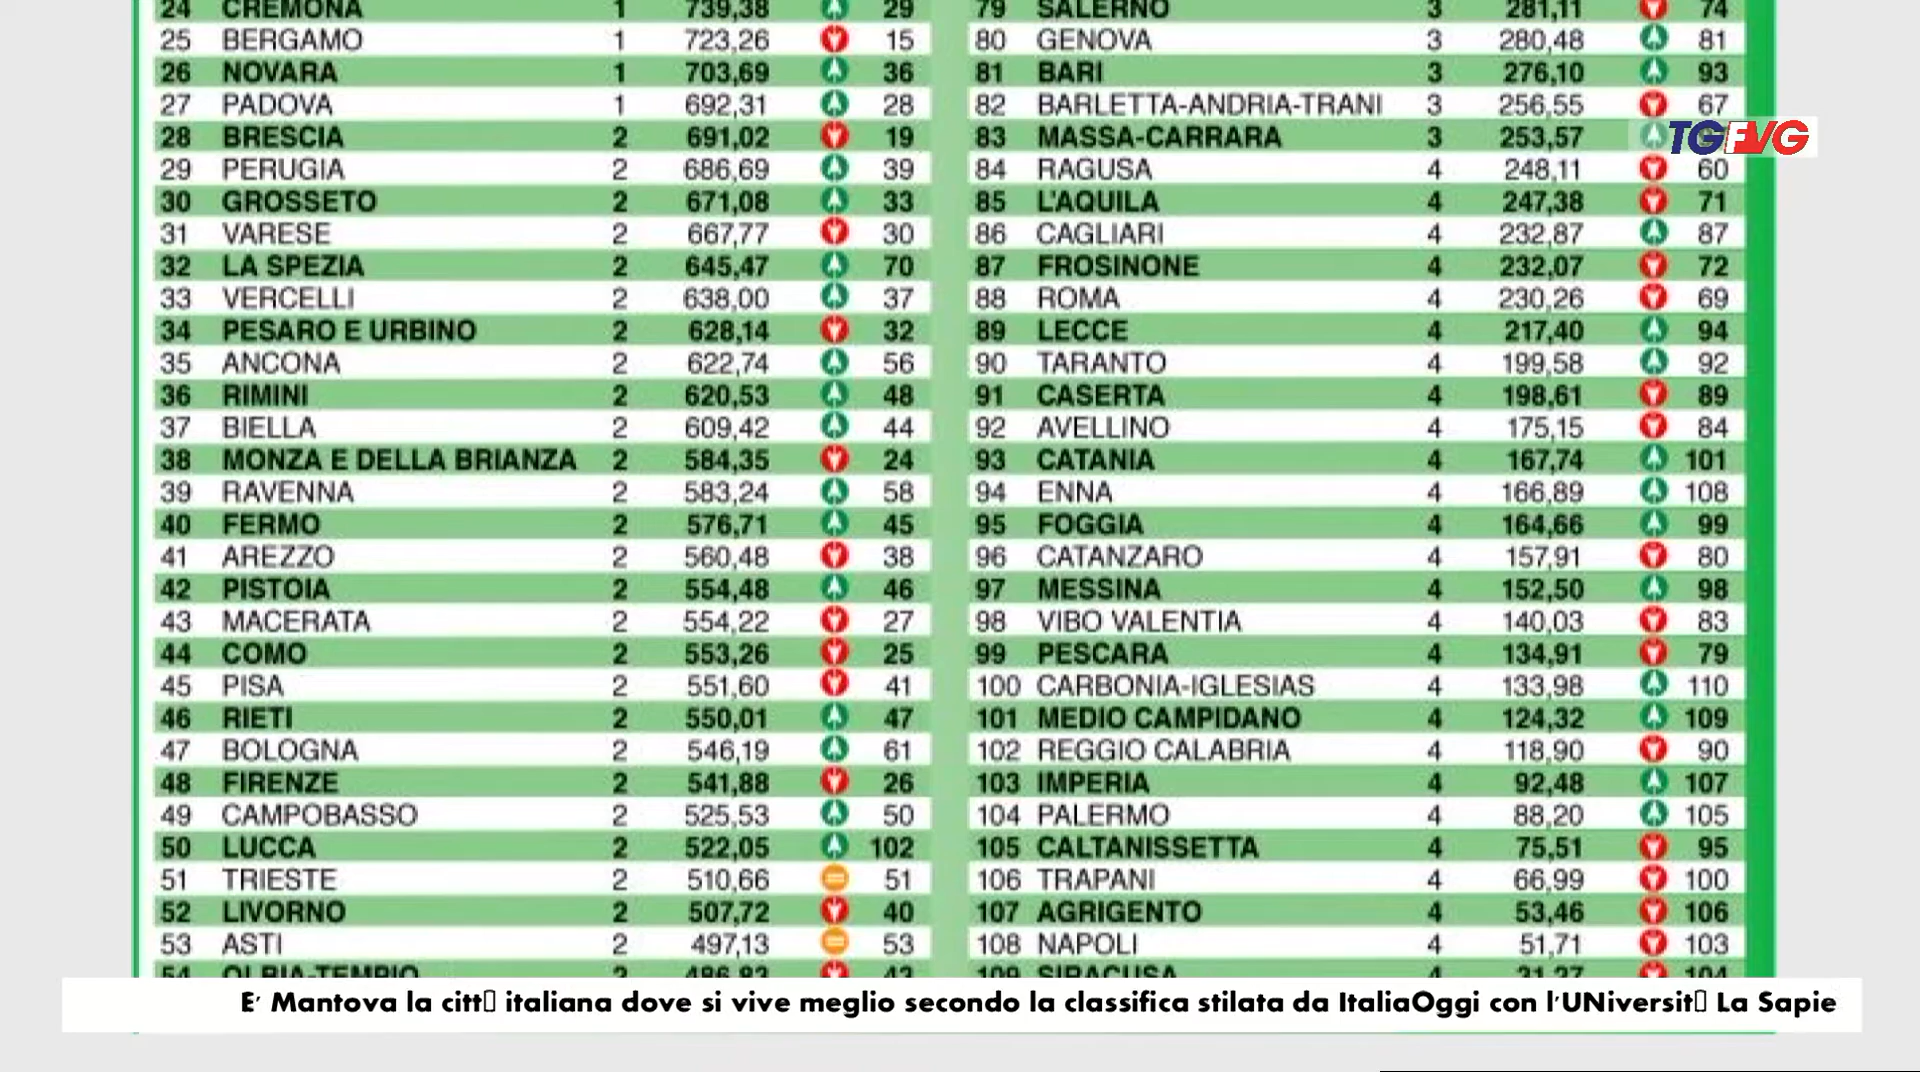 24 CREMONA 1 739,38 29
25 BERGAMO 1 723,26 15
26 NOVARA 1 703,69 36
27 PADOVA 1 692,31 28
28 BRESCIA 2 691,02 19
29 PERUGIA 2 686,69 39
30 GROSSETO 2 671,08 33
31 VARESE 2 667,77 30
32 LA SPEZIA 2 645,47 70
33 VERCELLI 2 638,00 37
34 PESARO E URBINO 2 628,14 32
35 ANCONA 2 622,74 56
36 RIMINI 2 620,53 48
37 BIELLA 2 609,42 44
38 MONZA E DELLA BRIANZA 2 584,35 24
39 RAVENNA 2 583,24 58
40 FERMO 2 576,71 45
41 AREZZO 2 560,48 38
42 PISTOIA 2 554,48 46
43 MACERATA 2 554,22 27
44 COMO 2 553,26 25
45 PISA 2 551,60 41
46 RIETI 2 550,01 47
47 BOLOGNA 2 546,19 61
48 FIRENZE 2 541,88 26
49 CAMPOBASSO 2 525,53 50
50 LUCCA 2 522,05 102
51 TRIESTE 2 510,66 51
52 LIVORNO 2 507,72 40
53 ASTI 2 497,13 53
54 OLBIA-TEMPIO 2 486,83 42
79 SALERNO 3 281,11 74
80 GENOVA 3 280,48 81
81 BARI 3 276,10 93
82 BARLETTA-ANDRIA-TRANI 3 256,55 67
83 MASSA-CARRARA 3 253,57
TGFVG
84 RAGUSA 4 248,11 60
85 L'AQUILA 4 247,38 71
86 CAGLIARI 4 232,87 87
87 FROSINONE 4 232,07 72
88 ROMA 4 230,26 69
89 LECCE 4 217,40 94
90 TARANTO 4 199,58 92
91 CASERTA 4 198,61 89
92 AVELLINO 4 175,15 84
93 CATANIA 4 167,74 101
94 ENNA 4 166,89 108
95 FOGGIA 4 164,66 99
96 CATANZARO 4 157,91 80
97 MESSINA 4 152,50 98
98 VIBO VALENTIA 4 140,03 83
99 PESCARA 4 134,91 79
100 CARBONIA-IGLESIAS 4 133,98 110
101 MEDIO CAMPIDANO 4 124,32 109
102 REGGIO CALABRIA 4 118,90 90
103 IMPERIA 4 92,48 107
104 PALERMO 4 88,20 105
105 CALTANISSETTA 4 75,51 95
106 TRAPANI 4 66,99 100
107 AGRIGENTO 4 53,46 106
108 NAPOLI 4 51,71 103
109 SIRACUSA 4 31,27 104
E' Mantova la citt▯ italiana dove si vive meglio secondo la classifica stilata da ItaliaOggi con l'UNiversit▯ La Sapie